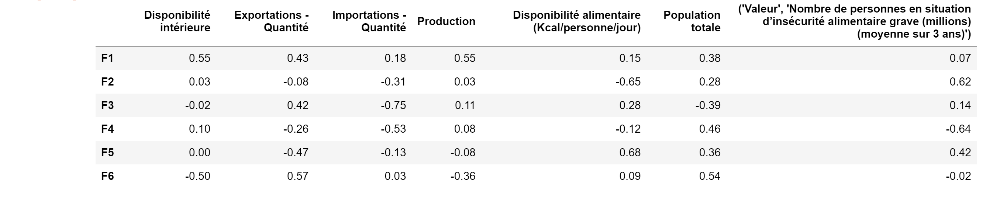 Disponibilité intérieure Exportations - Quantité Importations - Quantité Production Disponibilité alimentaire (Kcal/personne/jour) Population totale ('Valeur', 'Nombre de personnes en situation d’insécurité alimentaire grave (millions) (moyenne sur 3 ans)')
F1 0.55 0.43 0.18 0.55 0.15 0.38 0.07
F2 0.03 -0.08 -0.31 0.03 -0.65 0.28 0.62
F3 -0.02 0.42 -0.75 0.11 0.28 -0.39 0.14
F4 0.10 -0.26 -0.53 0.08 -0.12 0.46 -0.64
F5 0.00 -0.47 -0.13 -0.08 0.68 0.36 0.42
F6 -0.50 0.57 0.03 -0.36 0.09 0.54 -0.02